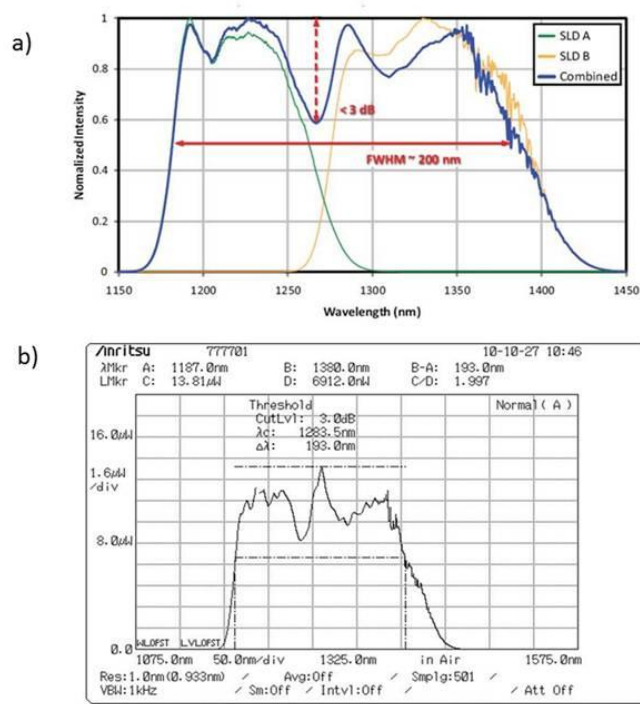 a)
1
0.8
0.6
0.4
0.2
0
Nomalized Intensity
SLD A
SLD B
Combined
< 3 dB
FWHM ~ 200 nm
1150 1200 1250 1300 1350 1400 1450
Wavelength (nm)
b)
Anritsu 777701 10-10-27 10:46
λMkr A: 1187.0nm B: 1380.0nm B-A: 193.0nm
LMkr C: 13.81μW D: 6912.0nW C/D: 1.997
Threshold Normal(A)
CutLvl: 3.0dB
λc: 1283.5nm
Δλ: 193.0nm
16.0μW
1.6μW
/div
8.0μW
0.0
WLOFST LVLOFST
1075.0nm 50.0nm/div 1325.0nm in Air 1575.0nm
Res:1.0nm(0.933nm) / Avg:Off / Smplg:501 /
VBW:1kHz / Sm:Off / Intvl:Off / / Att Off